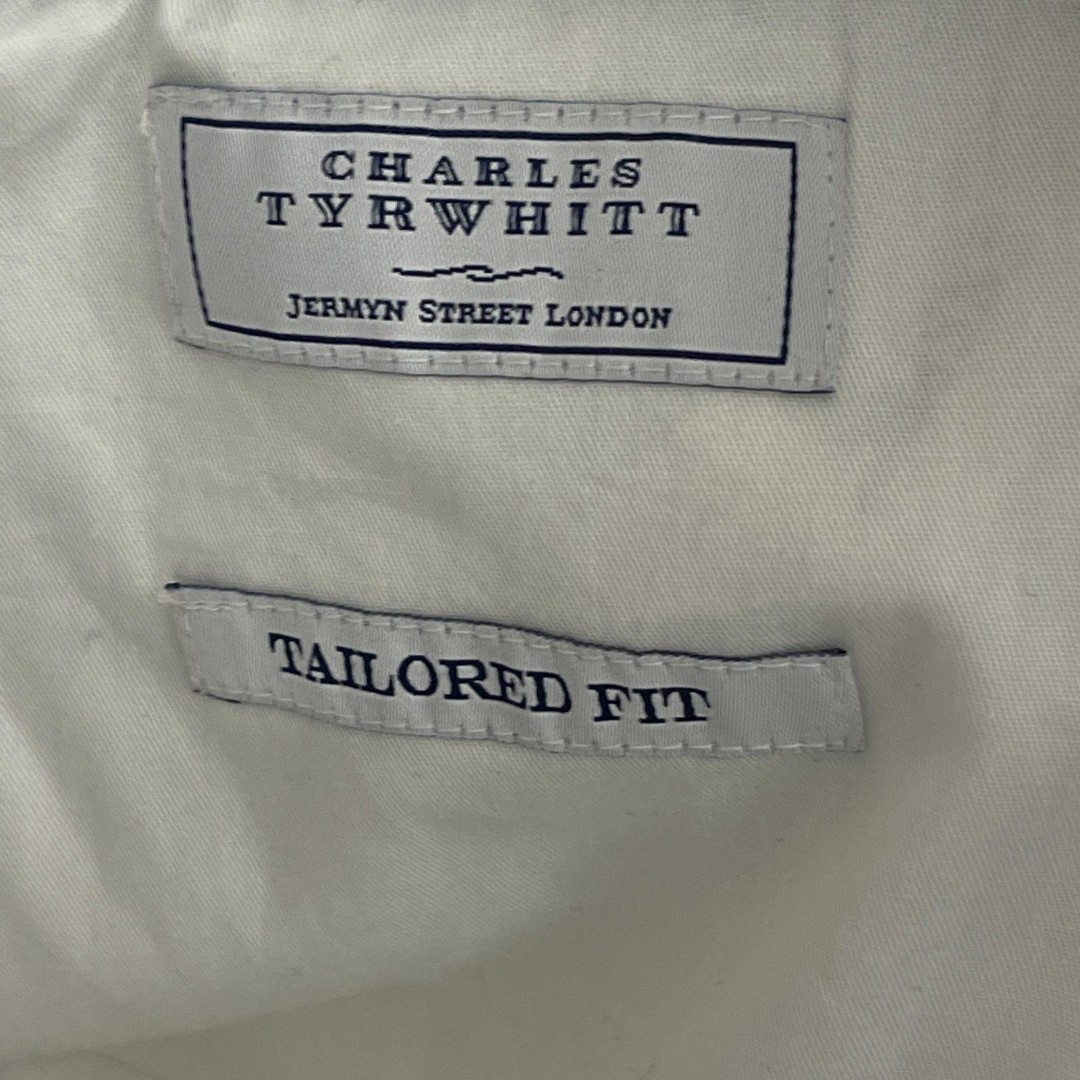 CHARLES
TYRWHITT
JERMYN STREET LONDON
TAILORED FIT